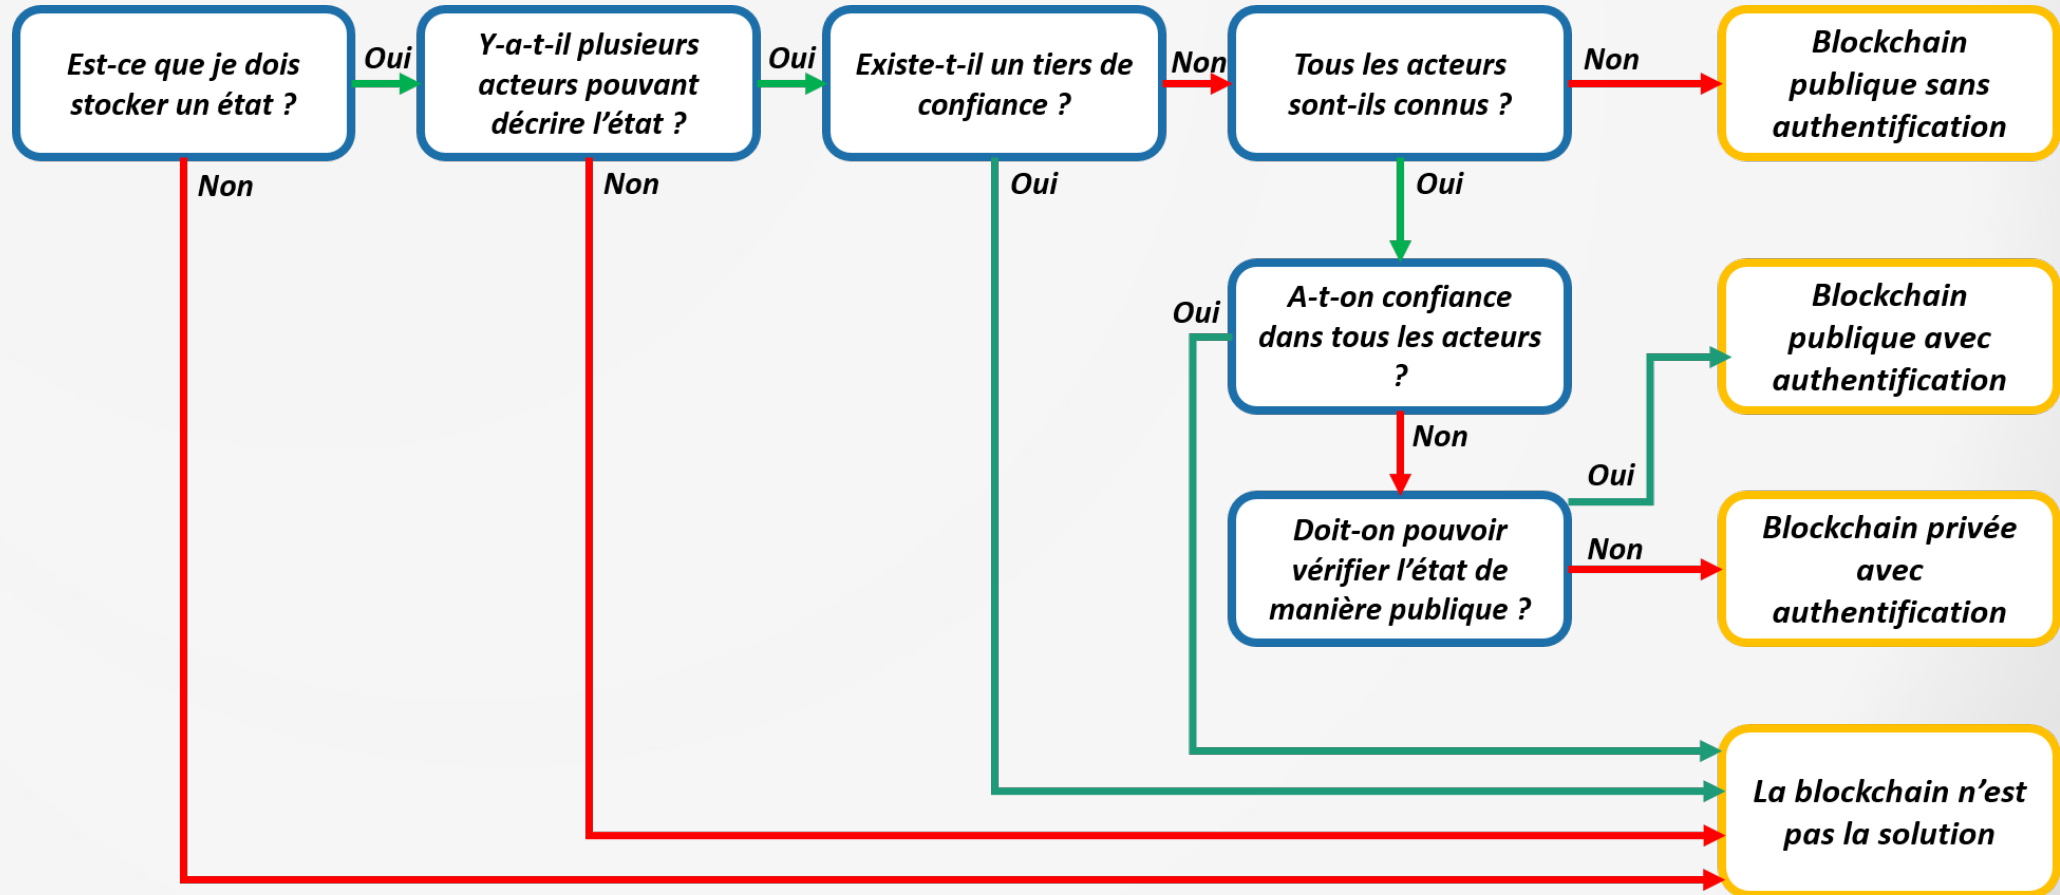 Est-ce que je dois
stocker un état ?
Oui
Y-a-t-il plusieurs
acteurs pouvant
décrire l'état ?
Oui
Existe-t-il un tiers de
confiance ?
Non
Tous les acteurs
sont-ils connus ?
Non
Blockchain
publique sans
authentification
Non
Non
Oui
Oui
Oui
A-t-on confiance
dans tous les acteurs
?
Blockchain
publique avec
authentification
Non
Oui
Doit-on pouvoir
vérifier l'état de
manière publique ?
Non
Blockchain privée
avec
authentification
La blockchain n'est
pas la solution